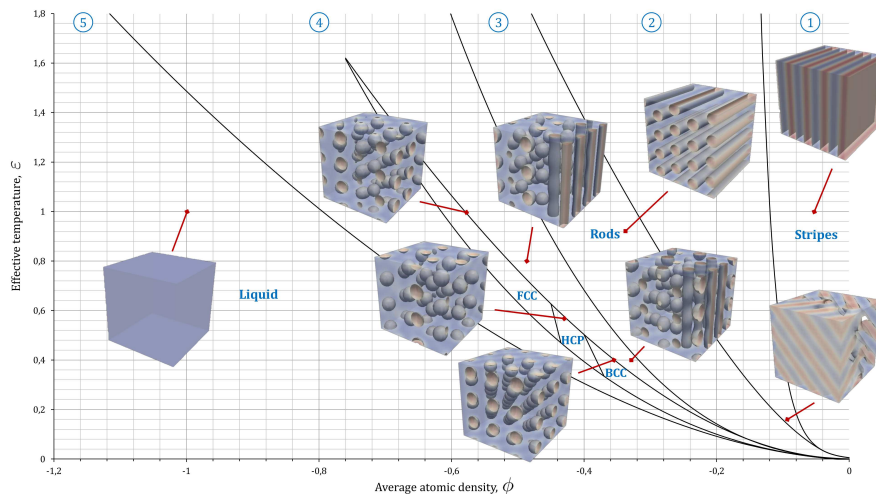 5
4
3
2
1
1,8
1,6
1,4
1,2
1
0,8
0,6
0,4
0,2
0
Effective temperature, ε
Rods
Stripes
Liquid
FCC
HCP
BCC
-1,2
-1
-0,8
-0,6
-0,4
-0,2
0
Average atomic density, ϕ